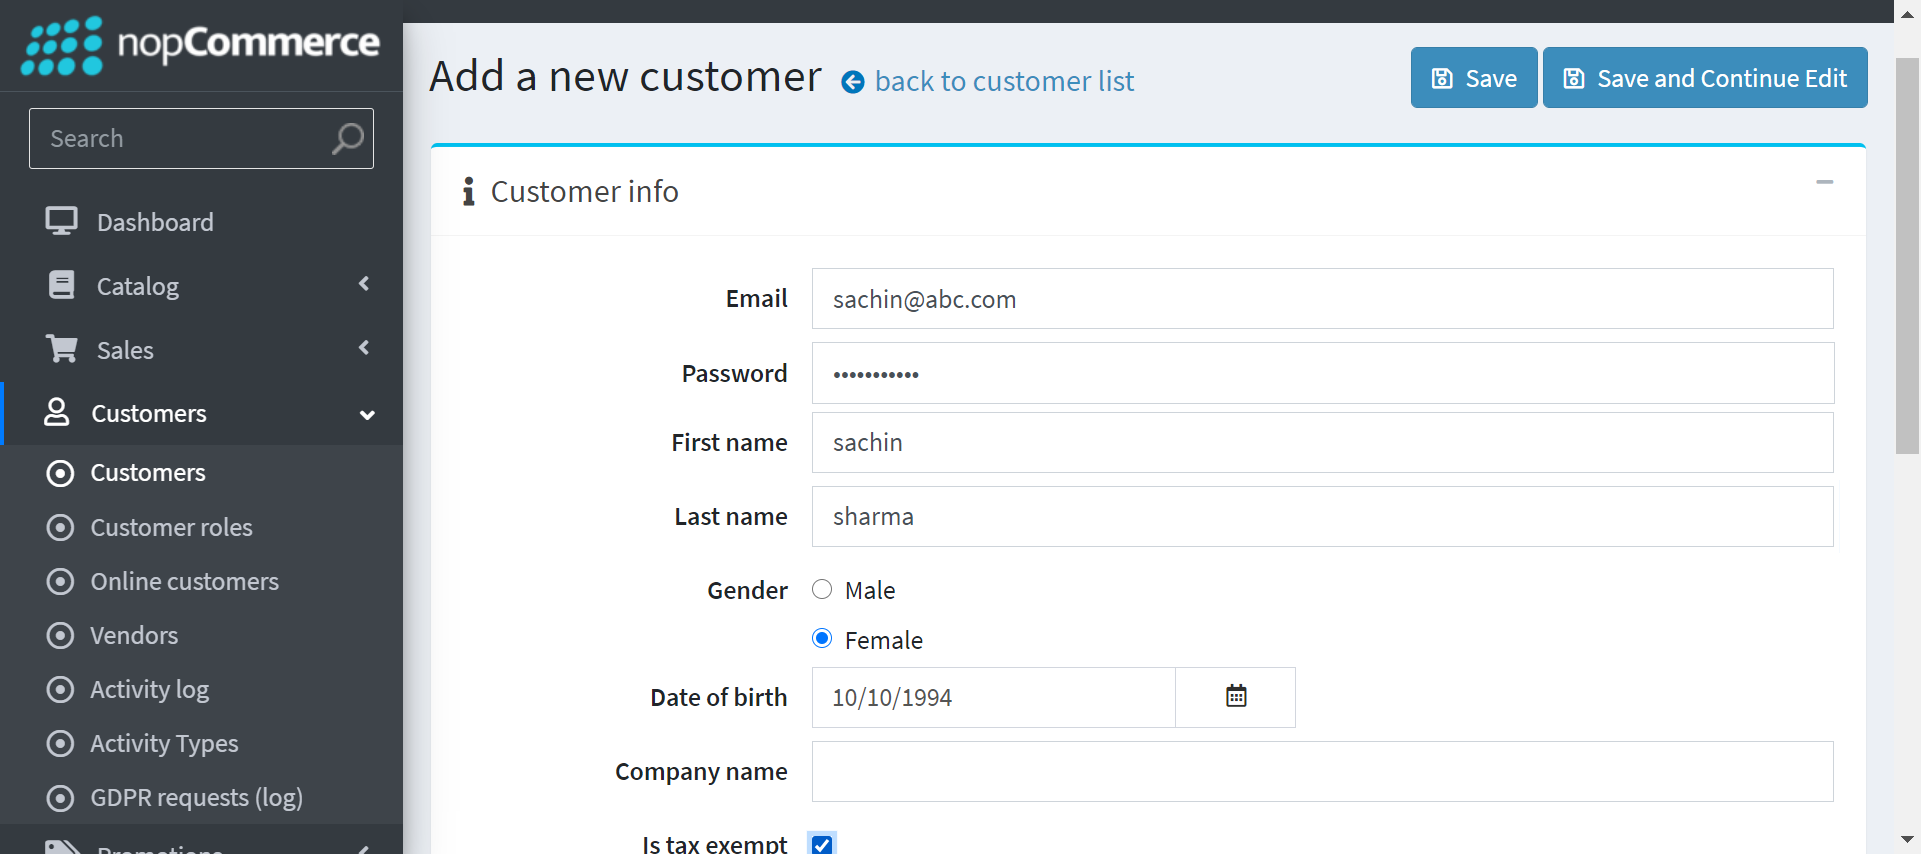 nopCommerce
Search
Dashboard
Catalog
Sales
Customers
Customers
Customer roles
Online customers
Vendors
Activity log
Activity Types
GDPR requests (log)
Promotions
Add a new customer back to customer list
Save
Save and Continue Edit
Customer info
Email sachin@abc.com
Password •••••••••••
First name sachin
Last name sharma
Gender Male
Female
Date of birth 10/10/1994
Company name
Is tax exempt